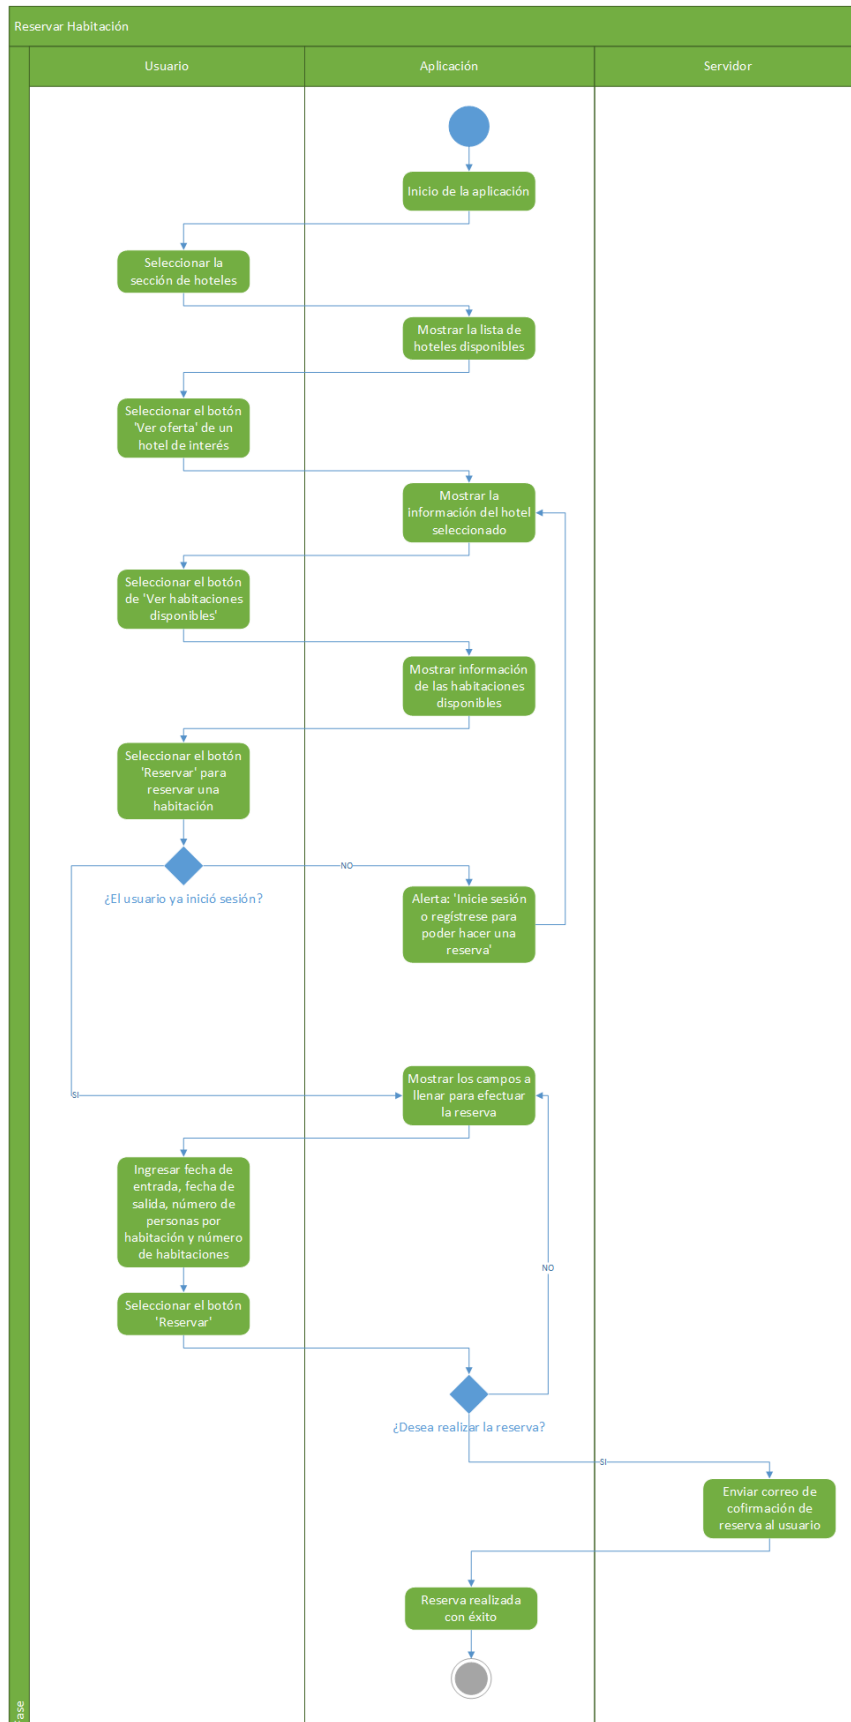 Reservar Habitación
Usuario
Aplicación
Servidor
Inicio de la aplicación
Seleccionar la
sección de hoteles
Mostrar la lista de
hoteles disponibles
Seleccionar el botón
'Ver oferta' de un
hotel de interés
Mostrar la
información del hotel
seleccionado
Seleccionar el botón
de 'Ver habitaciones
disponibles'
Mostrar información
de las habitaciones
disponibles
Seleccionar el botón
'Reservar' para
reservar una
habitación
NO
¿El usuario ya inició sesión?
Alerta: 'Inicie sesión
o regístrese para
poder hacer una
reserva'
Mostrar los campos a
llenar para efectuar
la reserva
SI
Ingresar fecha de
entrada, fecha de
salida, número de
personas por
habitación y número
de habitaciones
NO
Seleccionar el botón
'Reservar'
¿Desea realizar la reserva?
SI
Enviar correo de
cofirmación de
reserva al usuario
Reserva realizada
con éxito